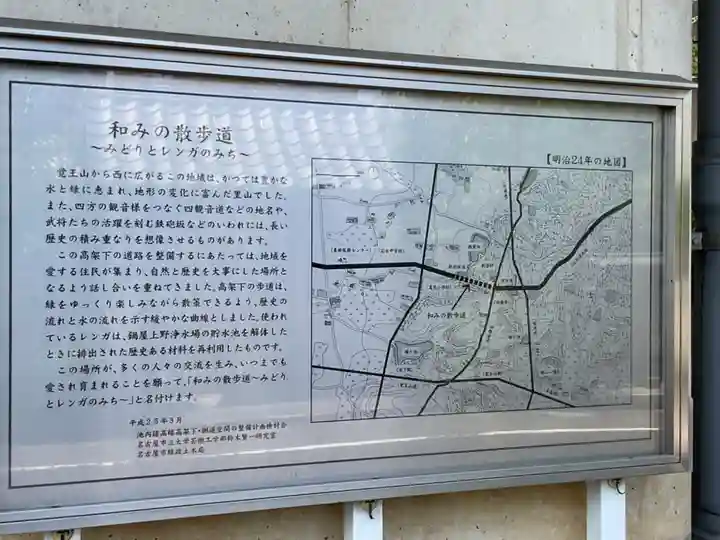 和みの散歩道
～みどりとレンガのみち～
覚王山から西に広がるこの地域は、かつては豊かな
水と緑に恵まれ、地形の変化に富んだ里山でした。
また、四方の観音様をつなぐ四観音道などの地名や、
武将たちの活躍を刻む鉄砲坂などのいわれには、長い
歴史の積み重なりを想像させるものがあります。
この高架下の道路を整備するにあたっては、地域を
愛する住民が集まり、自然と歴史を大事にした場所と
なるよう話し合いを重ねてきました。高架下の歩道は、
緑をゆっくり楽しみながら散策できるよう、歴史の
流れと水の流れを示す緩やかな曲線としました。使われ
ているレンガは、鍋屋上野浄水場の貯水池を解体した
ときに排出された歴史ある材料を再利用したものです。
この場所が、多くの人々の交流を生み、いつまでも
愛され育まれることを願って、「和みの散歩道～みどり
とレンガのみち～」と名付けます。
平成25年3月
名古屋市立大学芸術工学部鈴木賢一研究室
名古屋市緑政土木局
【明治24年の地図】
和みの散歩道